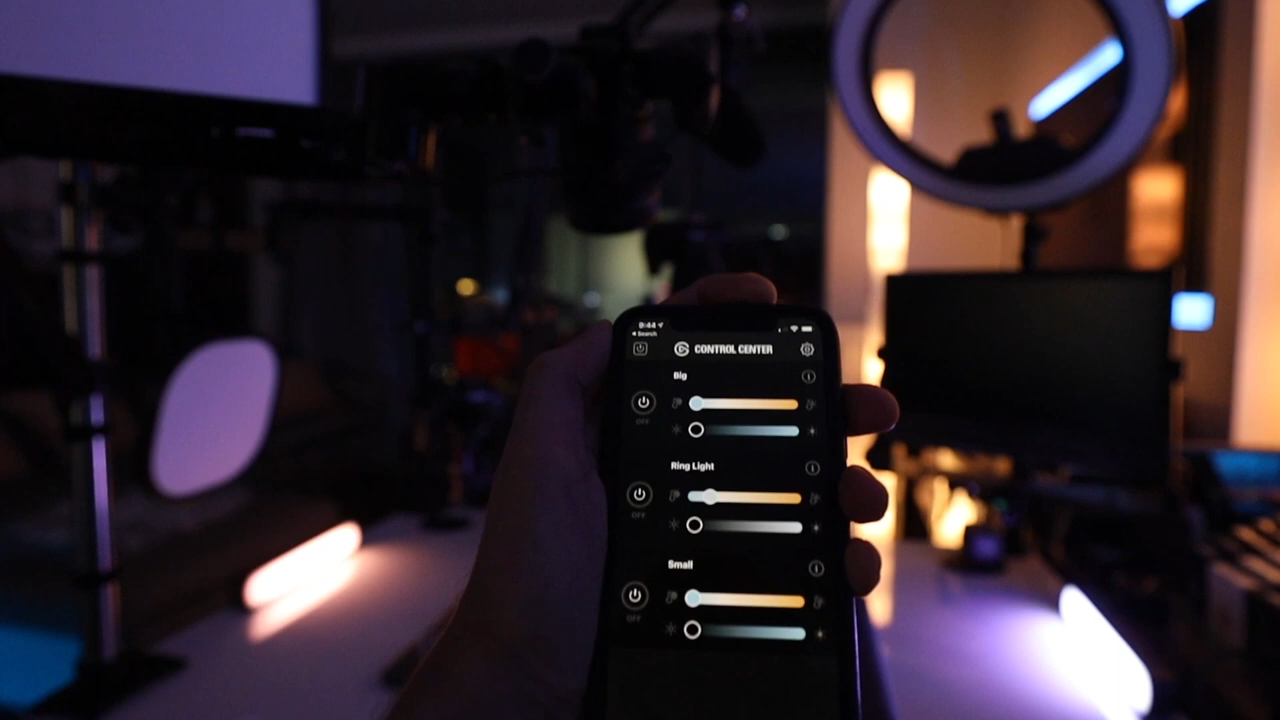 9:44
Search
CONTROL CENTER
Big
OFF
Ring Light
OFF
Small
OFF